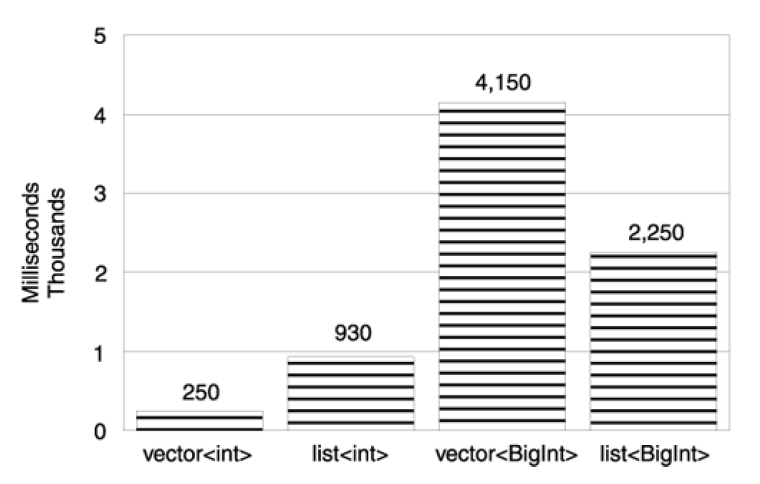 Milliseconds
Thousands
5
4
3
2
1
0
250
930
4,150
2,250
vector<int>
list<int>
vector<BigInt>
list<BigInt>